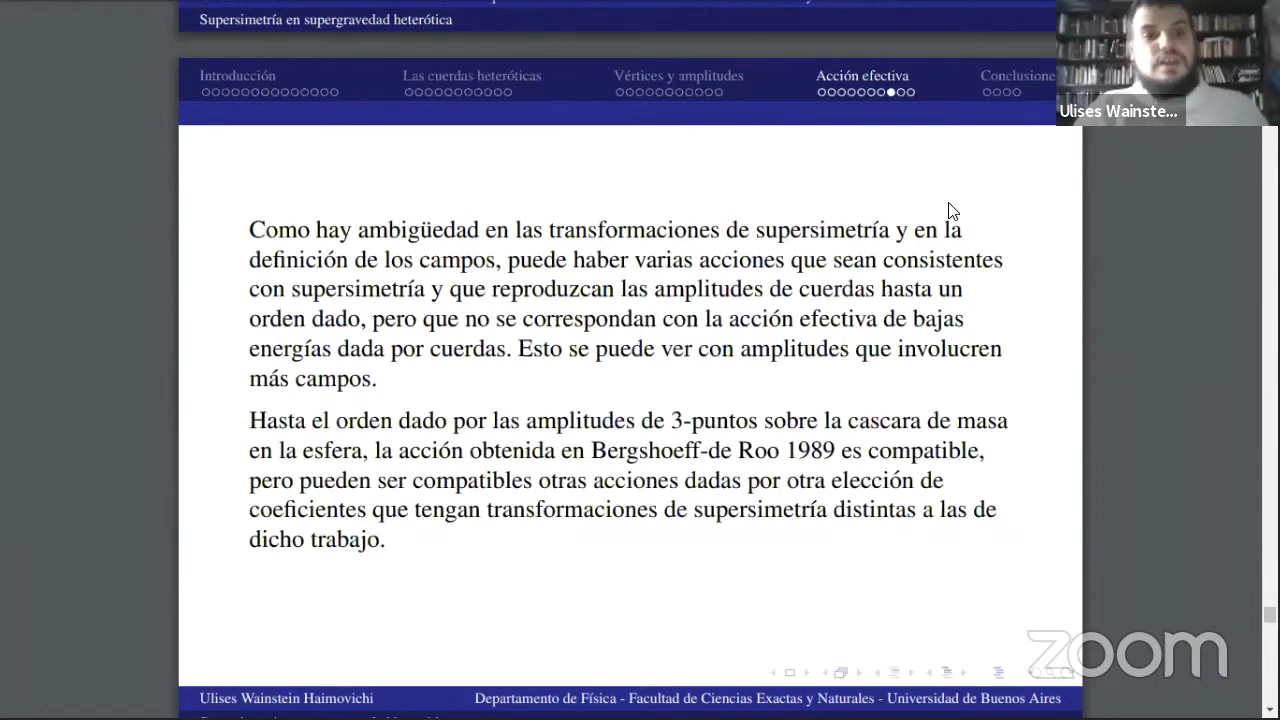 Supersimetría en supergravedad heterótica
Introducción
Las cuerdas heteróticas
Vértices y amplitudes
Acción efectiva
Conclusione
Ulises Wainste...
Como hay ambigüedad en las transformaciones de supersimetría y en la
definición de los campos, puede haber varias acciones que sean consistentes
con supersimetría y que reproduzcan las amplitudes de cuerdas hasta un
orden dado, pero que no se correspondan con la acción efectiva de bajas
energías dada por cuerdas. Esto se puede ver con amplitudes que involucren
más campos.
Hasta el orden dado por las amplitudes de 3-puntos sobre la cascara de masa
en la esfera, la acción obtenida en Bergshoeff-de Roo 1989 es compatible,
pero pueden ser compatibles otras acciones dadas por otra elección de
coeficientes que tengan transformaciones de supersimetría distintas a las de
dicho trabajo.
zoom
Ulises Wainstein Haimovichi
Departamento de Física - Facultad de Ciencias Exactas y Naturales - Universidad de Buenos Aires